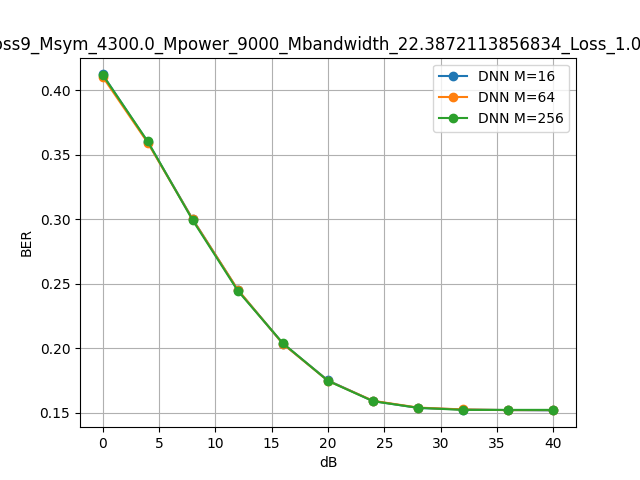 oss9_Msym_4300.0_Mpower_9000_Mbandwidth_22.3872113856834_Loss_1.0
DNN M=16
DNN M=64
DNN M=256
BER
0.40
0.35
0.30
0.25
0.20
0.15
0 5 10 15 20 25 30 35 40
dB